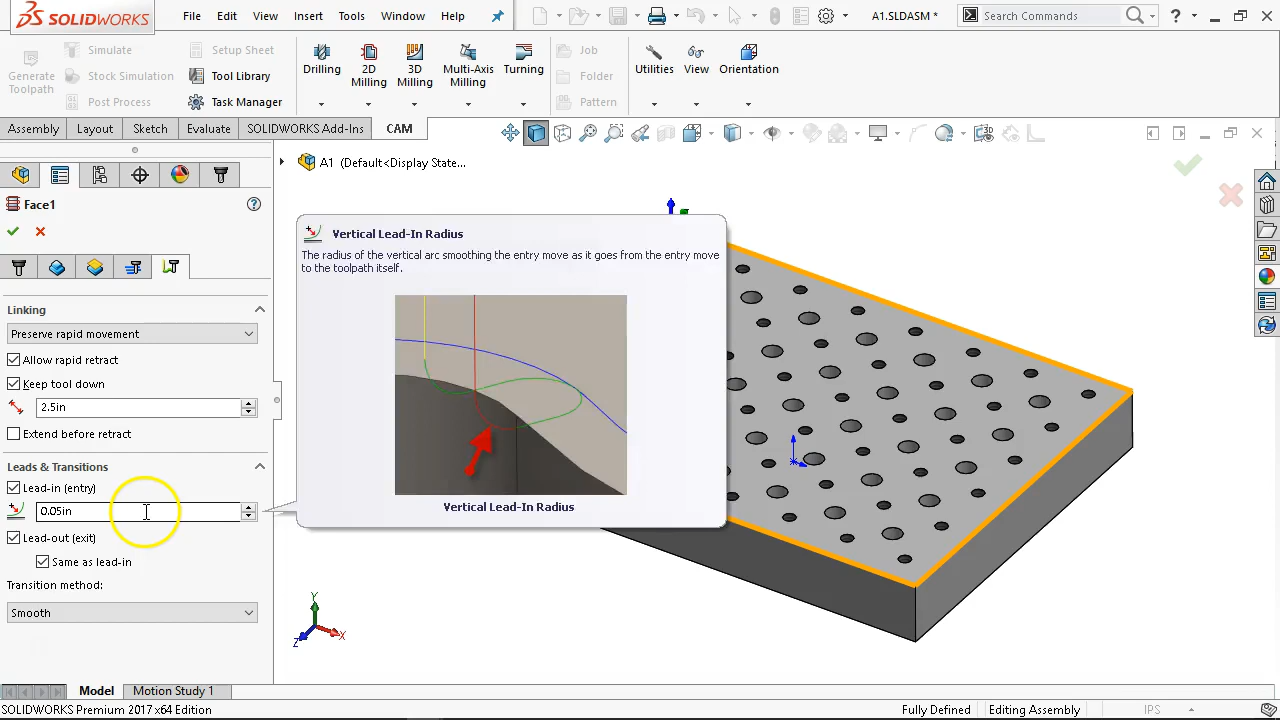 SOLIDWORKS File Edit View Insert Tools Window Help A1.SLDASM * Search Commands ?
Generate Toolpath
Simulate
Stock Simulation
Post Process
Setup Sheet
Tool Library
Task Manager
Drilling
2D Milling
3D Milling
Multi-Axis Milling
Turning
Job
Folder
Pattern
Utilities
View
Orientation
Assembly Layout Sketch Evaluate SOLIDWORKS Add-Ins CAM
A1 (Default<Display State...
Face1
Linking
Preserve rapid movement
Allow rapid retract
Keep tool down
2.5in
Extend before retract
Leads & Transitions
Lead-in (entry)
0.05in
Lead-out (exit)
Same as lead-in
Transition method:
Smooth
Vertical Lead-In Radius
The radius of the vertical arc smoothing the entry move as it goes from the entry move
to the toolpath itself.
Vertical Lead-In Radius
Y
Z
X
Model Motion Study 1
SOLIDWORKS Premium 2017 x64 Edition Fully Defined Editing Assembly IPS